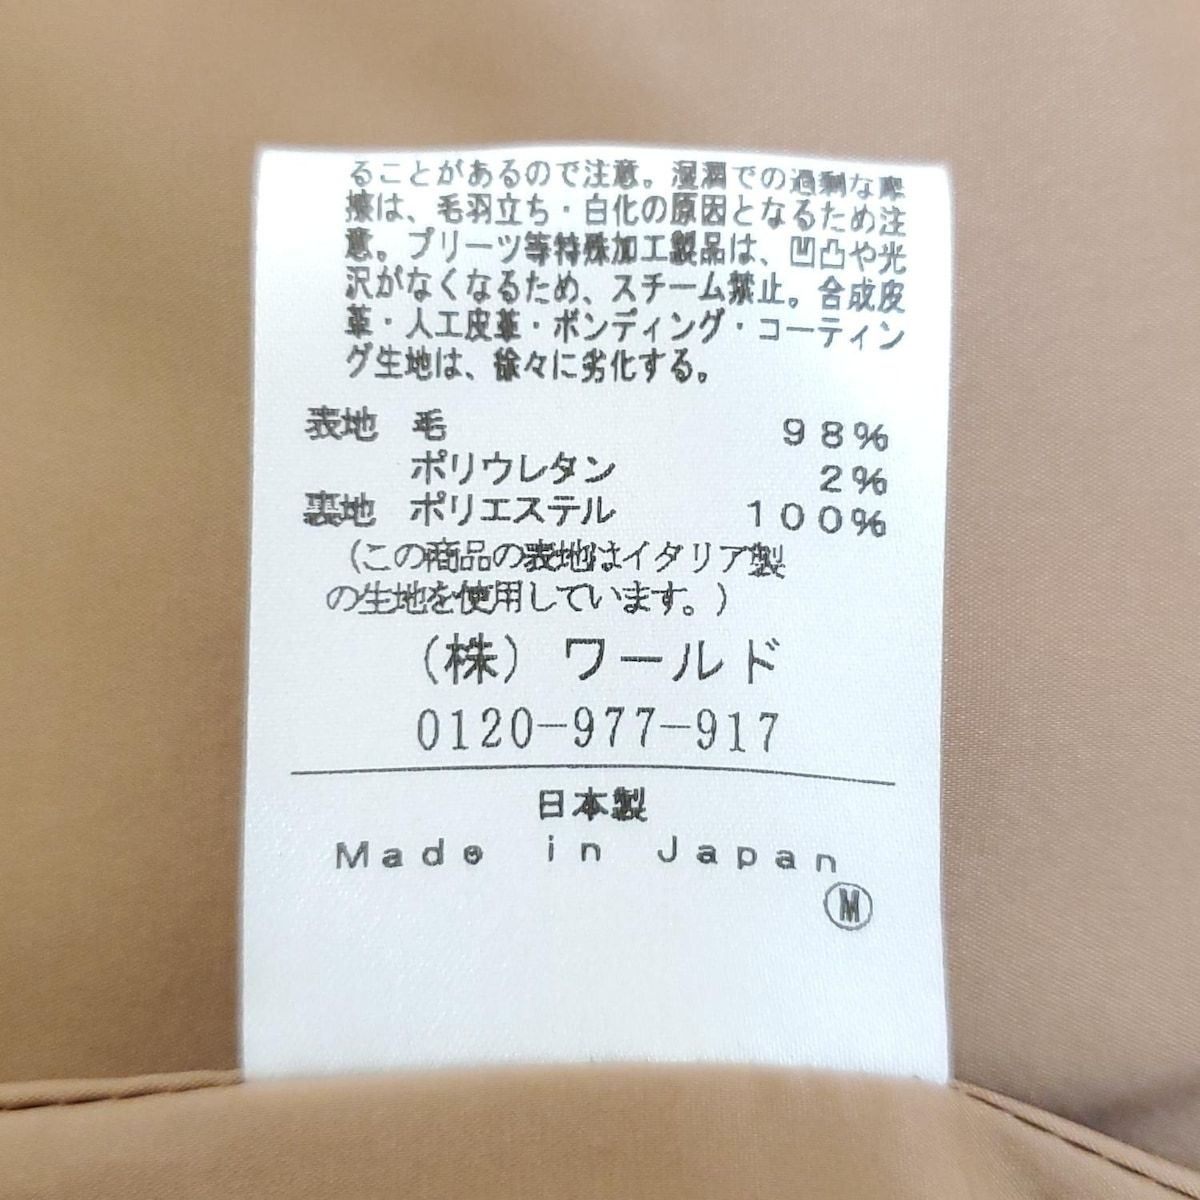 ることがあるので注意。湿潤での過剰な摩
擦は、毛羽立ち・白化の原因となるため注
意。プリーツ等特殊加工製品は、凹凸や光
沢がなくなるため、スチーム禁止。合成皮
革・人工皮革・ボンディング・コーティン
グ生地は、徐々に劣化する。
表地 毛 98%
ポリウレタン 2%
裏地 ポリエステル 100%
(この商品の表地はイタリア製
の生地を使用しています。)
(株) ワールド
0120-977-917
日本製
Made in Japan
Ⓜ